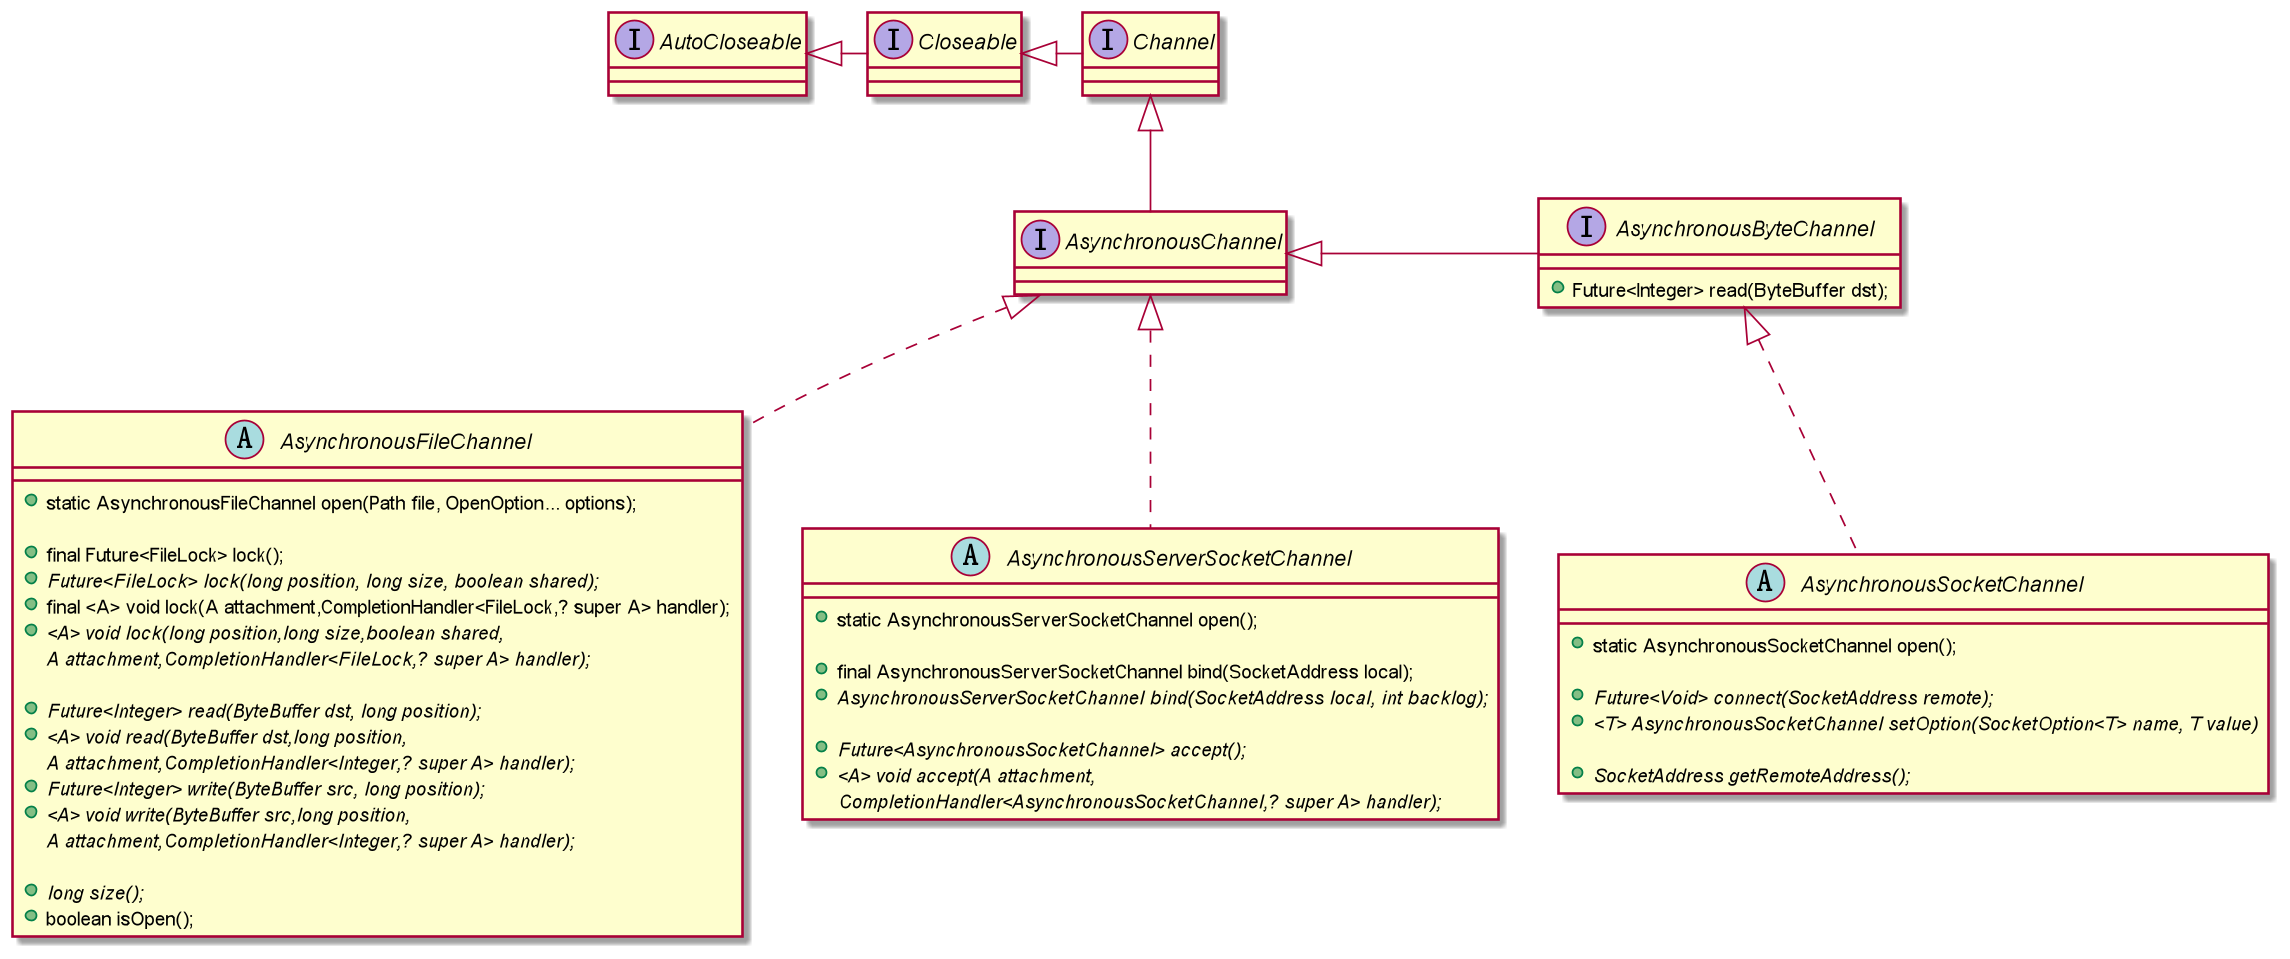 I AutoCloseable
I Closeable
I Channel
I AsynchronousChannel
I AsynchronousByteChannel
Future<Integer> read(ByteBuffer dst);
A AsynchronousFileChannel
static AsynchronousFileChannel open(Path file, OpenOption... options);
final Future<FileLock> lock();
Future<FileLock> lock(long position, long size, boolean shared);
final <A> void lock(A attachment,CompletionHandler<FileLock,? super A> handler);
<A> void lock(long position,long size,boolean shared,
A attachment,CompletionHandler<FileLock,? super A> handler);
Future<Integer> read(ByteBuffer dst, long position);
<A> void read(ByteBuffer dst,long position,
A attachment,CompletionHandler<Integer,? super A> handler);
Future<Integer> write(ByteBuffer src, long position);
<A> void write(ByteBuffer src,long position,
A attachment,CompletionHandler<Integer,? super A> handler);
long size();
boolean isOpen();
A AsynchronousServerSocketChannel
static AsynchronousServerSocketChannel open();
final AsynchronousServerSocketChannel bind(SocketAddress local);
AsynchronousServerSocketChannel bind(SocketAddress local, int backlog);
Future<AsynchronousSocketChannel> accept();
<A> void accept(A attachment,
CompletionHandler<AsynchronousSocketChannel,? super A> handler);
A AsynchronousSocketChannel
static AsynchronousSocketChannel open();
Future<Void> connect(SocketAddress remote);
<T> AsynchronousSocketChannel setOption(SocketOption<T> name, T value)
SocketAddress getRemoteAddress();